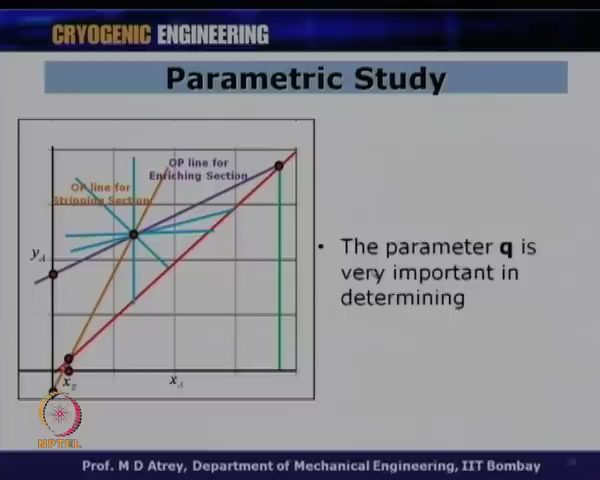 CRYOGENIC ENGINEERING
Parametric Study
OP line for
Enriching Section
OP line for
Stripping Section
y_A
x_B
x_A
• The parameter q is
very important in
determining
NPTEL
Prof. M D Atrey, Department of Mechanical Engineering, IIT Bombay